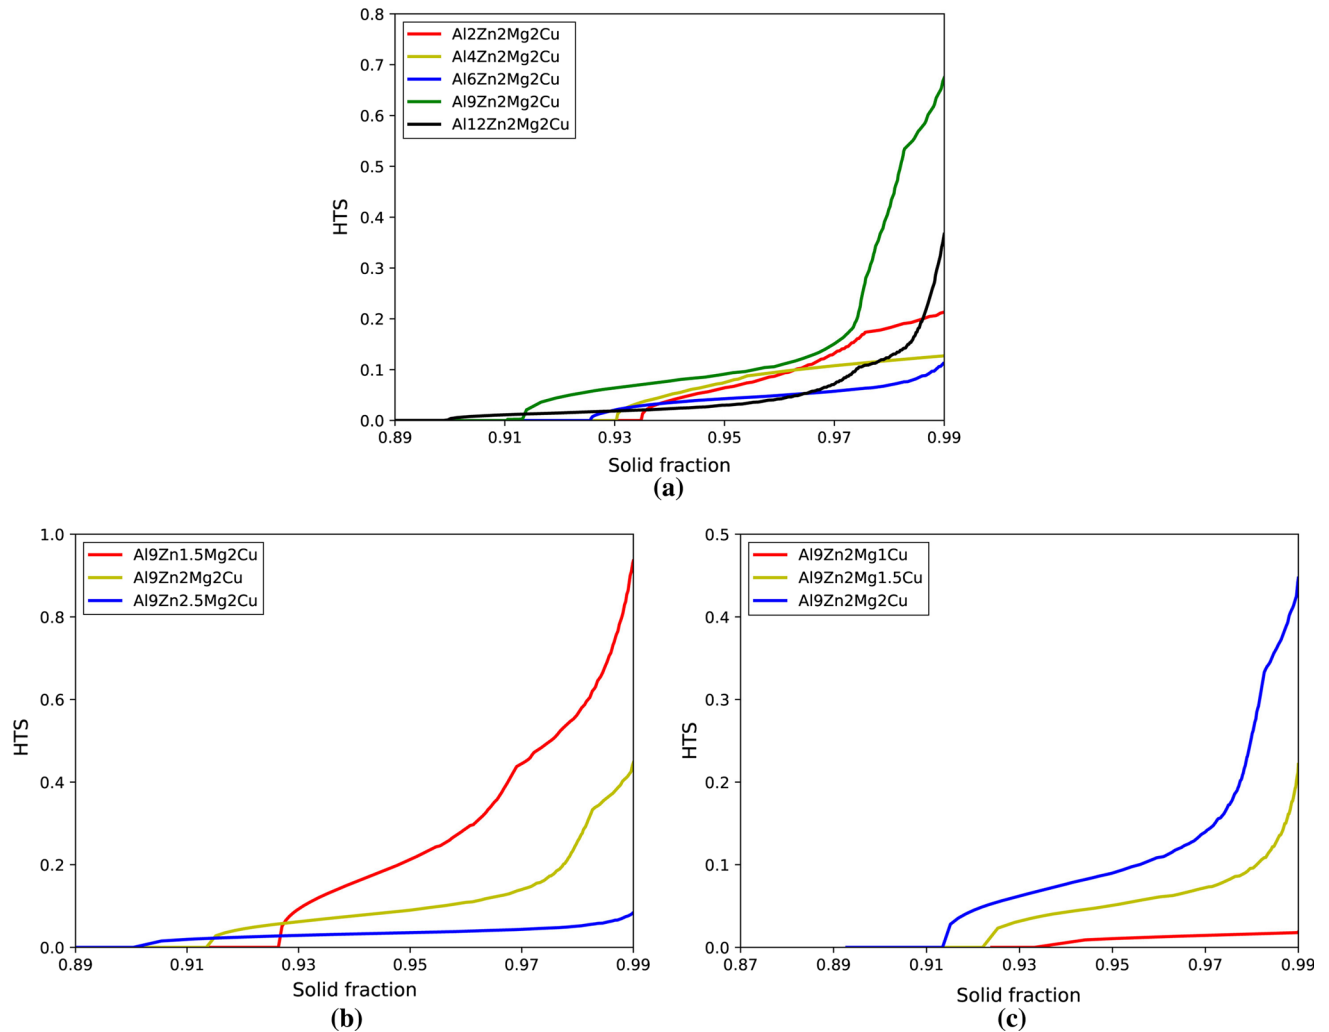 0.8
0.7
0.6
0.5
0.4
0.3
0.2
0.1
0.0
HTS
Al2Zn2Mg2Cu
Al4Zn2Mg2Cu
Al6Zn2Mg2Cu
Al9Zn2Mg2Cu
Al12Zn2Mg2Cu
0.89 0.91 0.93 0.95 0.97 0.99
Solid fraction
(a)
1.0
0.8
0.6
0.4
0.2
0.0
HTS
Al9Zn1.5Mg2Cu
Al9Zn2Mg2Cu
Al9Zn2.5Mg2Cu
0.89 0.91 0.93 0.95 0.97 0.99
Solid fraction
(b)
0.5
0.4
0.3
0.2
0.1
0.0
HTS
Al9Zn2Mg1Cu
Al9Zn2Mg1.5Cu
Al9Zn2Mg2Cu
0.87 0.89 0.91 0.93 0.95 0.97 0.99
Solid fraction
(c)